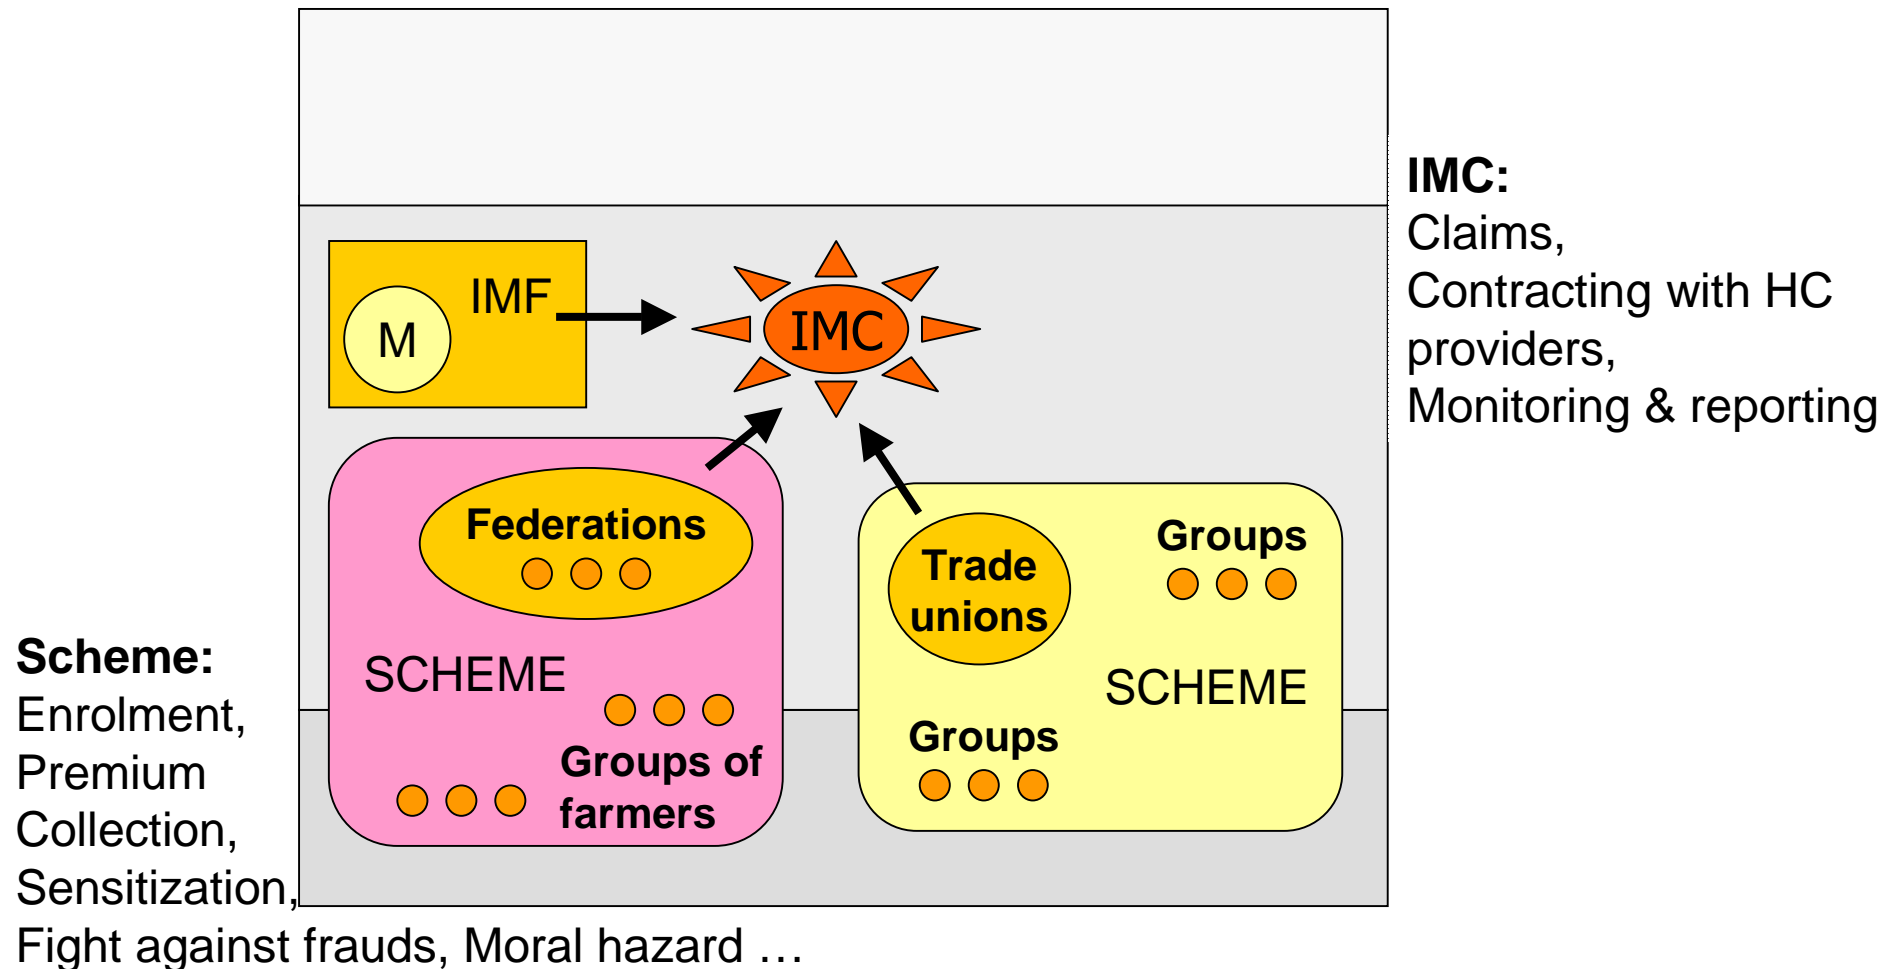 IMC:
Claims,
Contracting with HC
providers,
Monitoring & reporting
IMF
M
IMC
Federations
SCHEME
Groups of
farmers
Trade
unions
Groups
SCHEME
Groups
Scheme:
Enrolment,
Premium
Collection,
Sensitization,
Fight against frauds, Moral hazard …